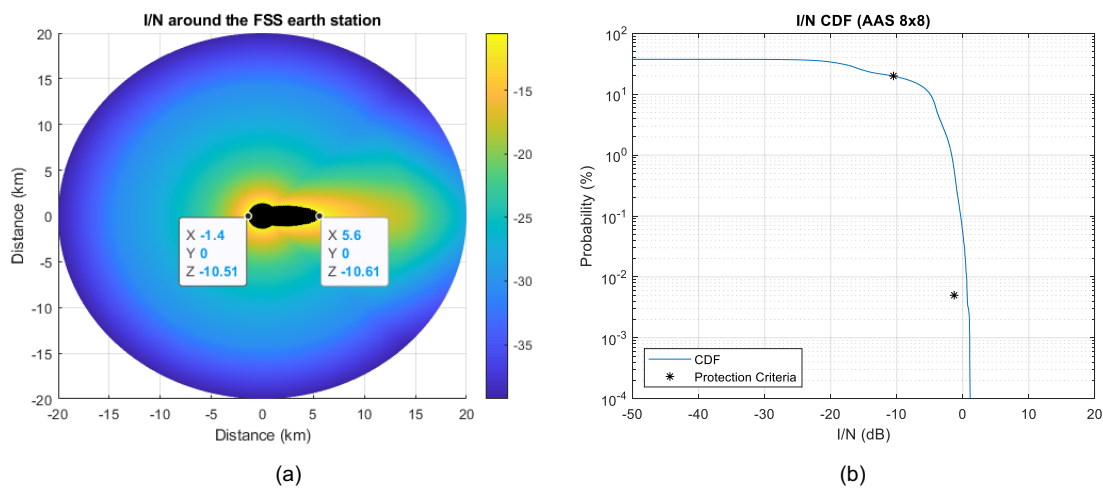 I/N around the FSS earth station
20
15
10
5
0
-5
-10
-15
-20
Distance (km)
-20
-15
-10
-5
0
5
10
15
20
Distance (km)
X -1.4
Y 0
Z -10.51
X 5.6
Y 0
Z -10.61
-15
-20
-25
-30
-35
(a)
I/N CDF (AAS 8x8)
10^2
10^1
10^0
10^-1
10^-2
10^-3
10^-4
Probability (%)
CDF
Protection Criteria
-50
-40
-30
-20
-10
0
10
20
I/N (dB)
(b)